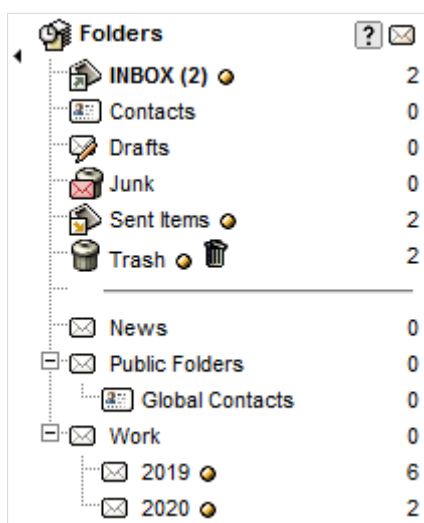 Folders ?
INBOX (2) 2
Contacts 0
Drafts 0
Junk 0
Sent Items 2
Trash 2
News 0
Public Folders 0
Global Contacts 0
Work 0
2019 6
2020 2